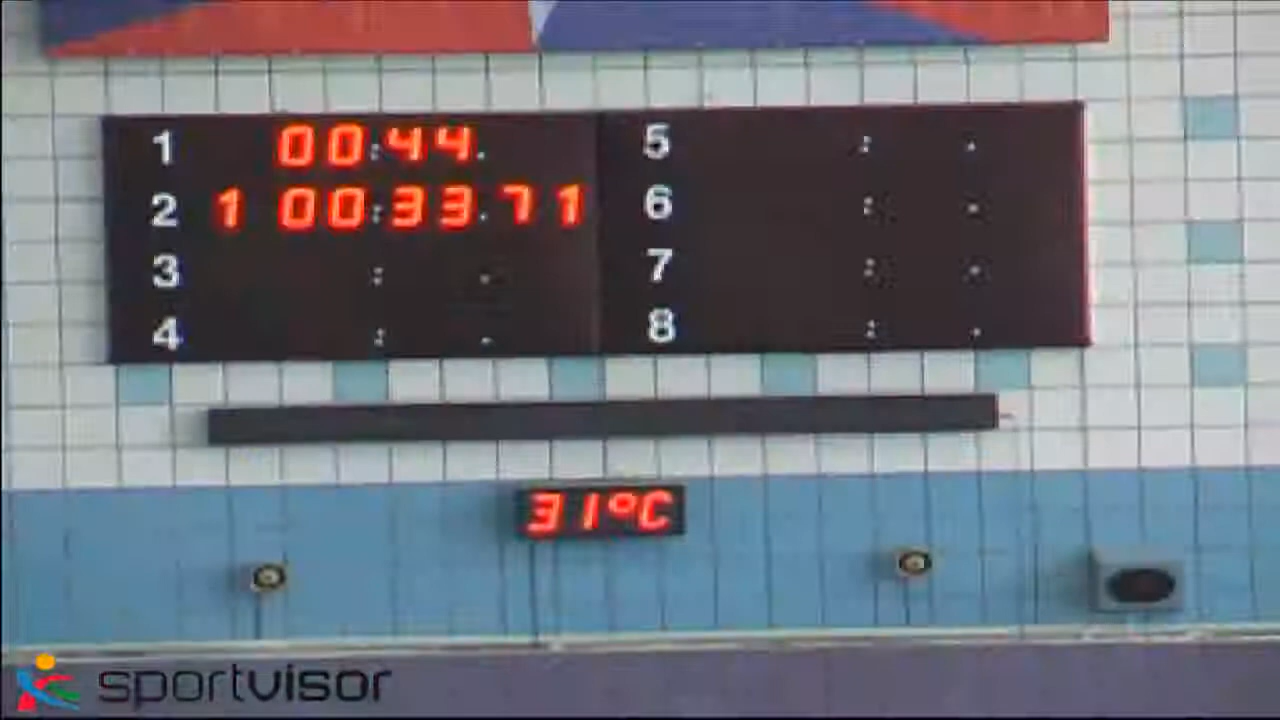 1 00:44.
2 1 00:33.71
3 : .
4 : .
5 : .
6 : .
7 : .
8 : .
31°C
sportvisor